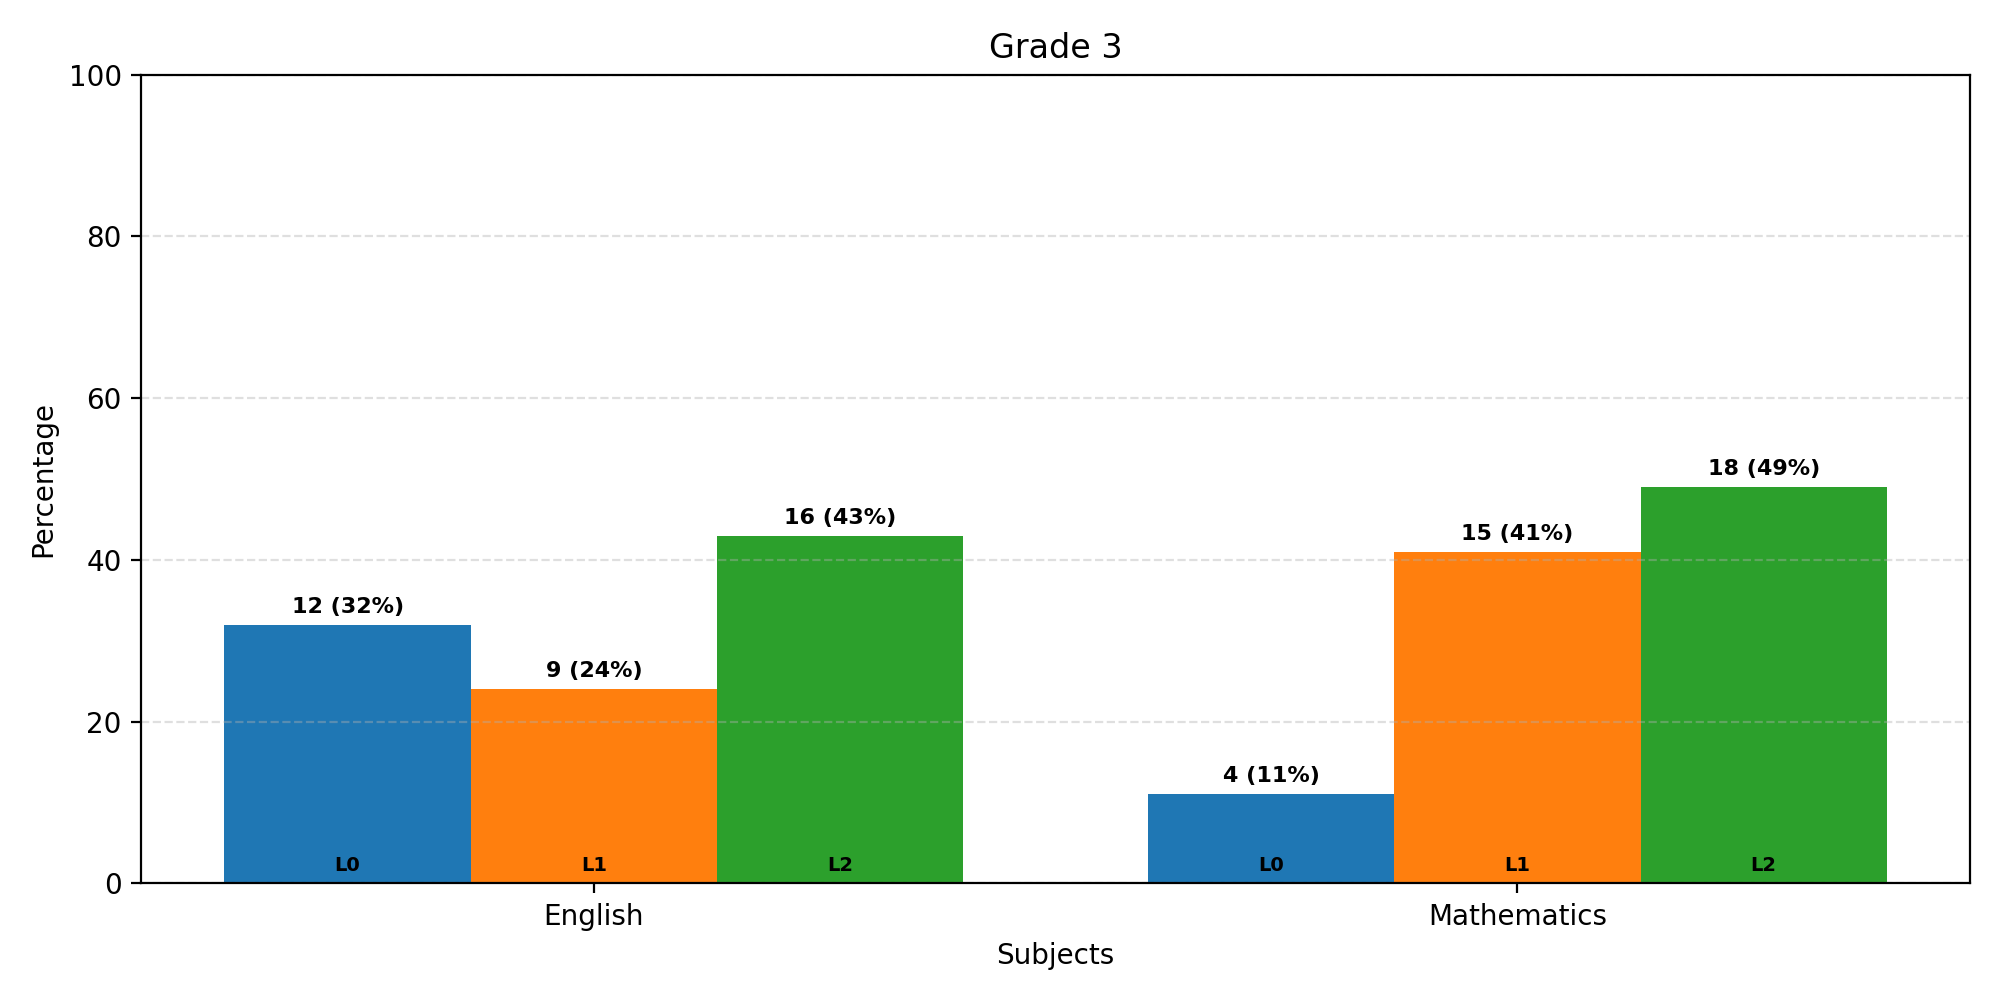 Grade 3
100
80
60
40
20
0
Percentage
12 (32%)
9 (24%)
16 (43%)
4 (11%)
15 (41%)
18 (49%)
L0
L1
L2
L0
L1
L2
English
Mathematics
Subjects